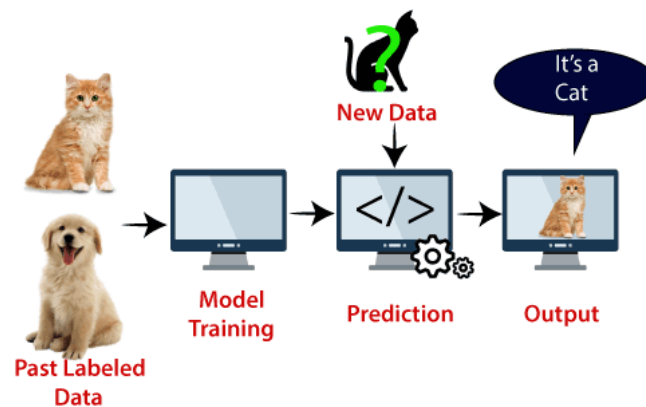 ?
New Data
It's a
Cat
</>
Model
Training
Prediction
Output
Past Labeled
Data